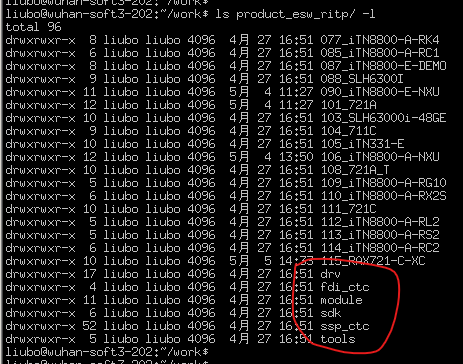 liubo@wuhan-soft3-202:~/work$
liubo@wuhan-soft3-202:~/work$ ls product_esw_ritp/ -l
total 96
drwxrwxr-x 8 liubo liubo 4096 4月 27 16:51 077_iTN8800-A-RK4
drwxrwxr-x 6 liubo liubo 4096 4月 27 16:51 085_iTN8800-A-RC1
drwxrwxr-x 6 liubo liubo 4096 4月 27 16:51 087_iTN8800-E-DEMO
drwxrwxr-x 9 liubo liubo 4096 4月 27 16:51 088_SLH6300I
drwxrwxr-x 11 liubo liubo 4096 5月 4 11:27 090_iTN8800-E-NXU
drwxrwxr-x 12 liubo liubo 4096 5月 4 11:27 101_721A
drwxrwxr-x 10 liubo liubo 4096 4月 27 16:51 103_SLH63000i-48GE
drwxrwxr-x 9 liubo liubo 4096 4月 27 16:51 104_711C
drwxrwxr-x 10 liubo liubo 4096 4月 27 16:51 105_iTN331-E
drwxrwxr-x 12 liubo liubo 4096 5月 4 13:50 106_iTN8800-A-NXU
drwxrwxr-x 10 liubo liubo 4096 4月 27 16:51 108_721A_T
drwxrwxr-x 5 liubo liubo 4096 4月 27 16:51 109_iTN8800-A-RG10
drwxrwxr-x 6 liubo liubo 4096 4月 27 16:51 110_iTN8800-A-RX2S
drwxrwxr-x 10 liubo liubo 4096 4月 27 16:51 111_721C
drwxrwxr-x 5 liubo liubo 4096 4月 27 16:51 112_iTN8800-A-RL2
drwxrwxr-x 5 liubo liubo 4096 4月 27 16:51 113_iTN8800-A-RS2
drwxrwxr-x 6 liubo liubo 4096 4月 27 16:51 114_iTN8800-A-RC2
drwxrwxr-x 10 liubo liubo 4096 5月 5 115_RAX721-C-XC
drwxrwxr-x 17 liubo liubo 4096 4月 27 16:51 drv
drwxrwxr-x 4 liubo liubo 4096 4月 27 16:51 fdi_ctc
drwxrwxr-x 11 liubo liubo 4096 4月 27 16:51 module
drwxrwxr-x 6 liubo liubo 4096 4月 27 16:51 sdk
drwxrwxr-x 52 liubo liubo 4096 4月 27 16:51 ssp_ctc
drwxrwxr-x 5 liubo liubo 4096 4月 27 16:51 tools
liubo@wuhan-soft3-202:~/work$